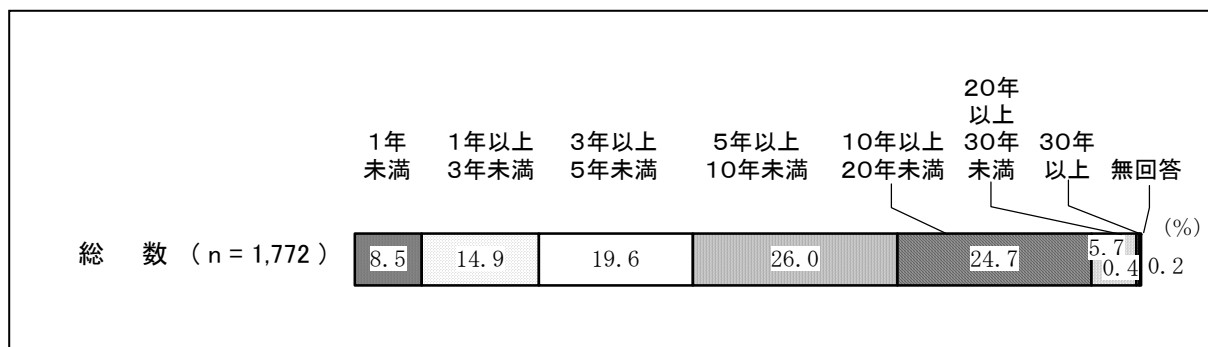 1年
未満
1年以上
3年未満
3年以上
5年未満
5年以上
10年未満
10年以上
20年未満
20年
以上
30年
未満
30年
以上
無回答
(%)
総 数 ( n = 1,772 )
8.5
14.9
19.6
26.0
24.7
5.7
0.4
0.2